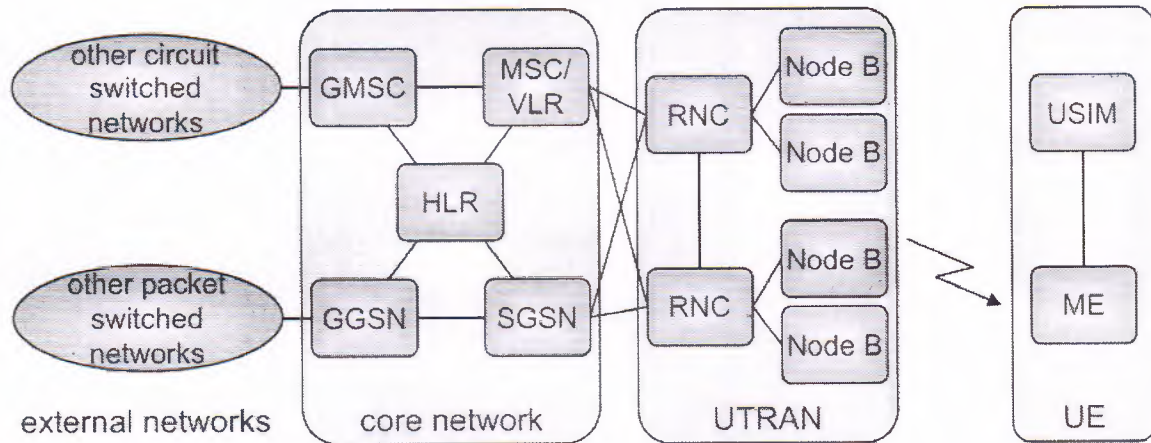 other circuit
switched
networks
GMSC
MSC/
VLR
HLR
other packet
switched
networks
GGSN
SGSN
RNC
Node B
Node B
RNC
Node B
Node B
USIM
ME
external networks
core network
UTRAN
UE